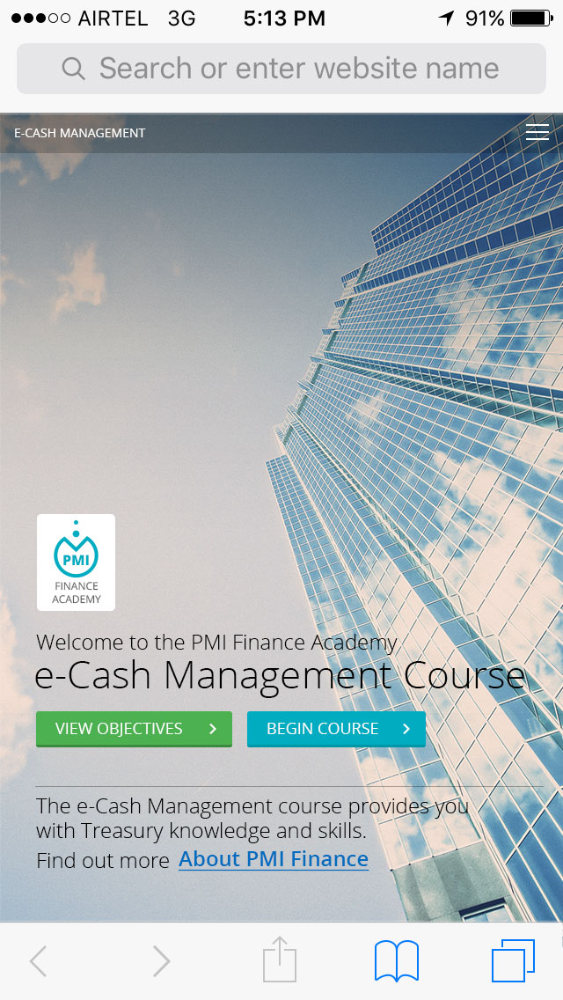 AIRTEL 3G 5:13 PM 91%
Search or enter website name
E-CASH MANAGEMENT
PMI
FINANCE
ACADEMY
Welcome to the PMI Finance Academy
e-Cash Management Course
VIEW OBJECTIVES BEGIN COURSE
The e-Cash Management course provides you
with Treasury knowledge and skills.
Find out more About PMI Finance